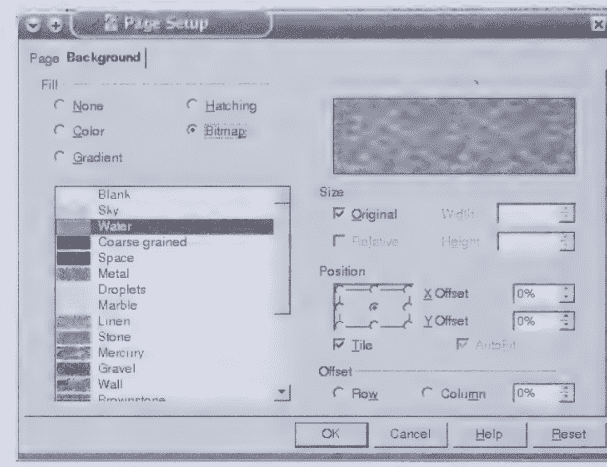 Page Setup
Page Background
Fill
None
Hatching
Color
Bitmap
Gradient
Blank
Sky
Water
Coarse grained
Space
Metal
Droplets
Marble
Linen
Stone
Mercury
Gravel
Wall
Brownstone
Size
Original Width
Relative Height
Position
X Offset 0%
Y Offset 0%
Tile AutoFit
Offset
Row Column 0%
OK Cancel Help Reset